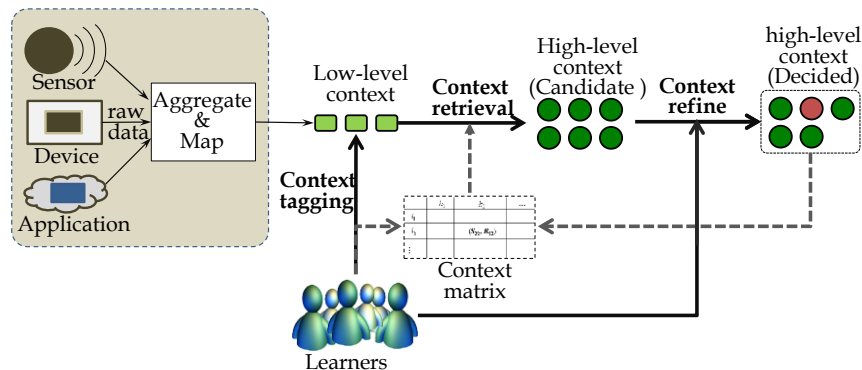 Sensor
raw
data
Device
Application
Aggregate
&
Map
Low-level
context
Context
retrieval
High-level
context
(Candidate )
Context
refine
high-level
context
(Decided)
Context
tagging
...
Context
matrix
Learners